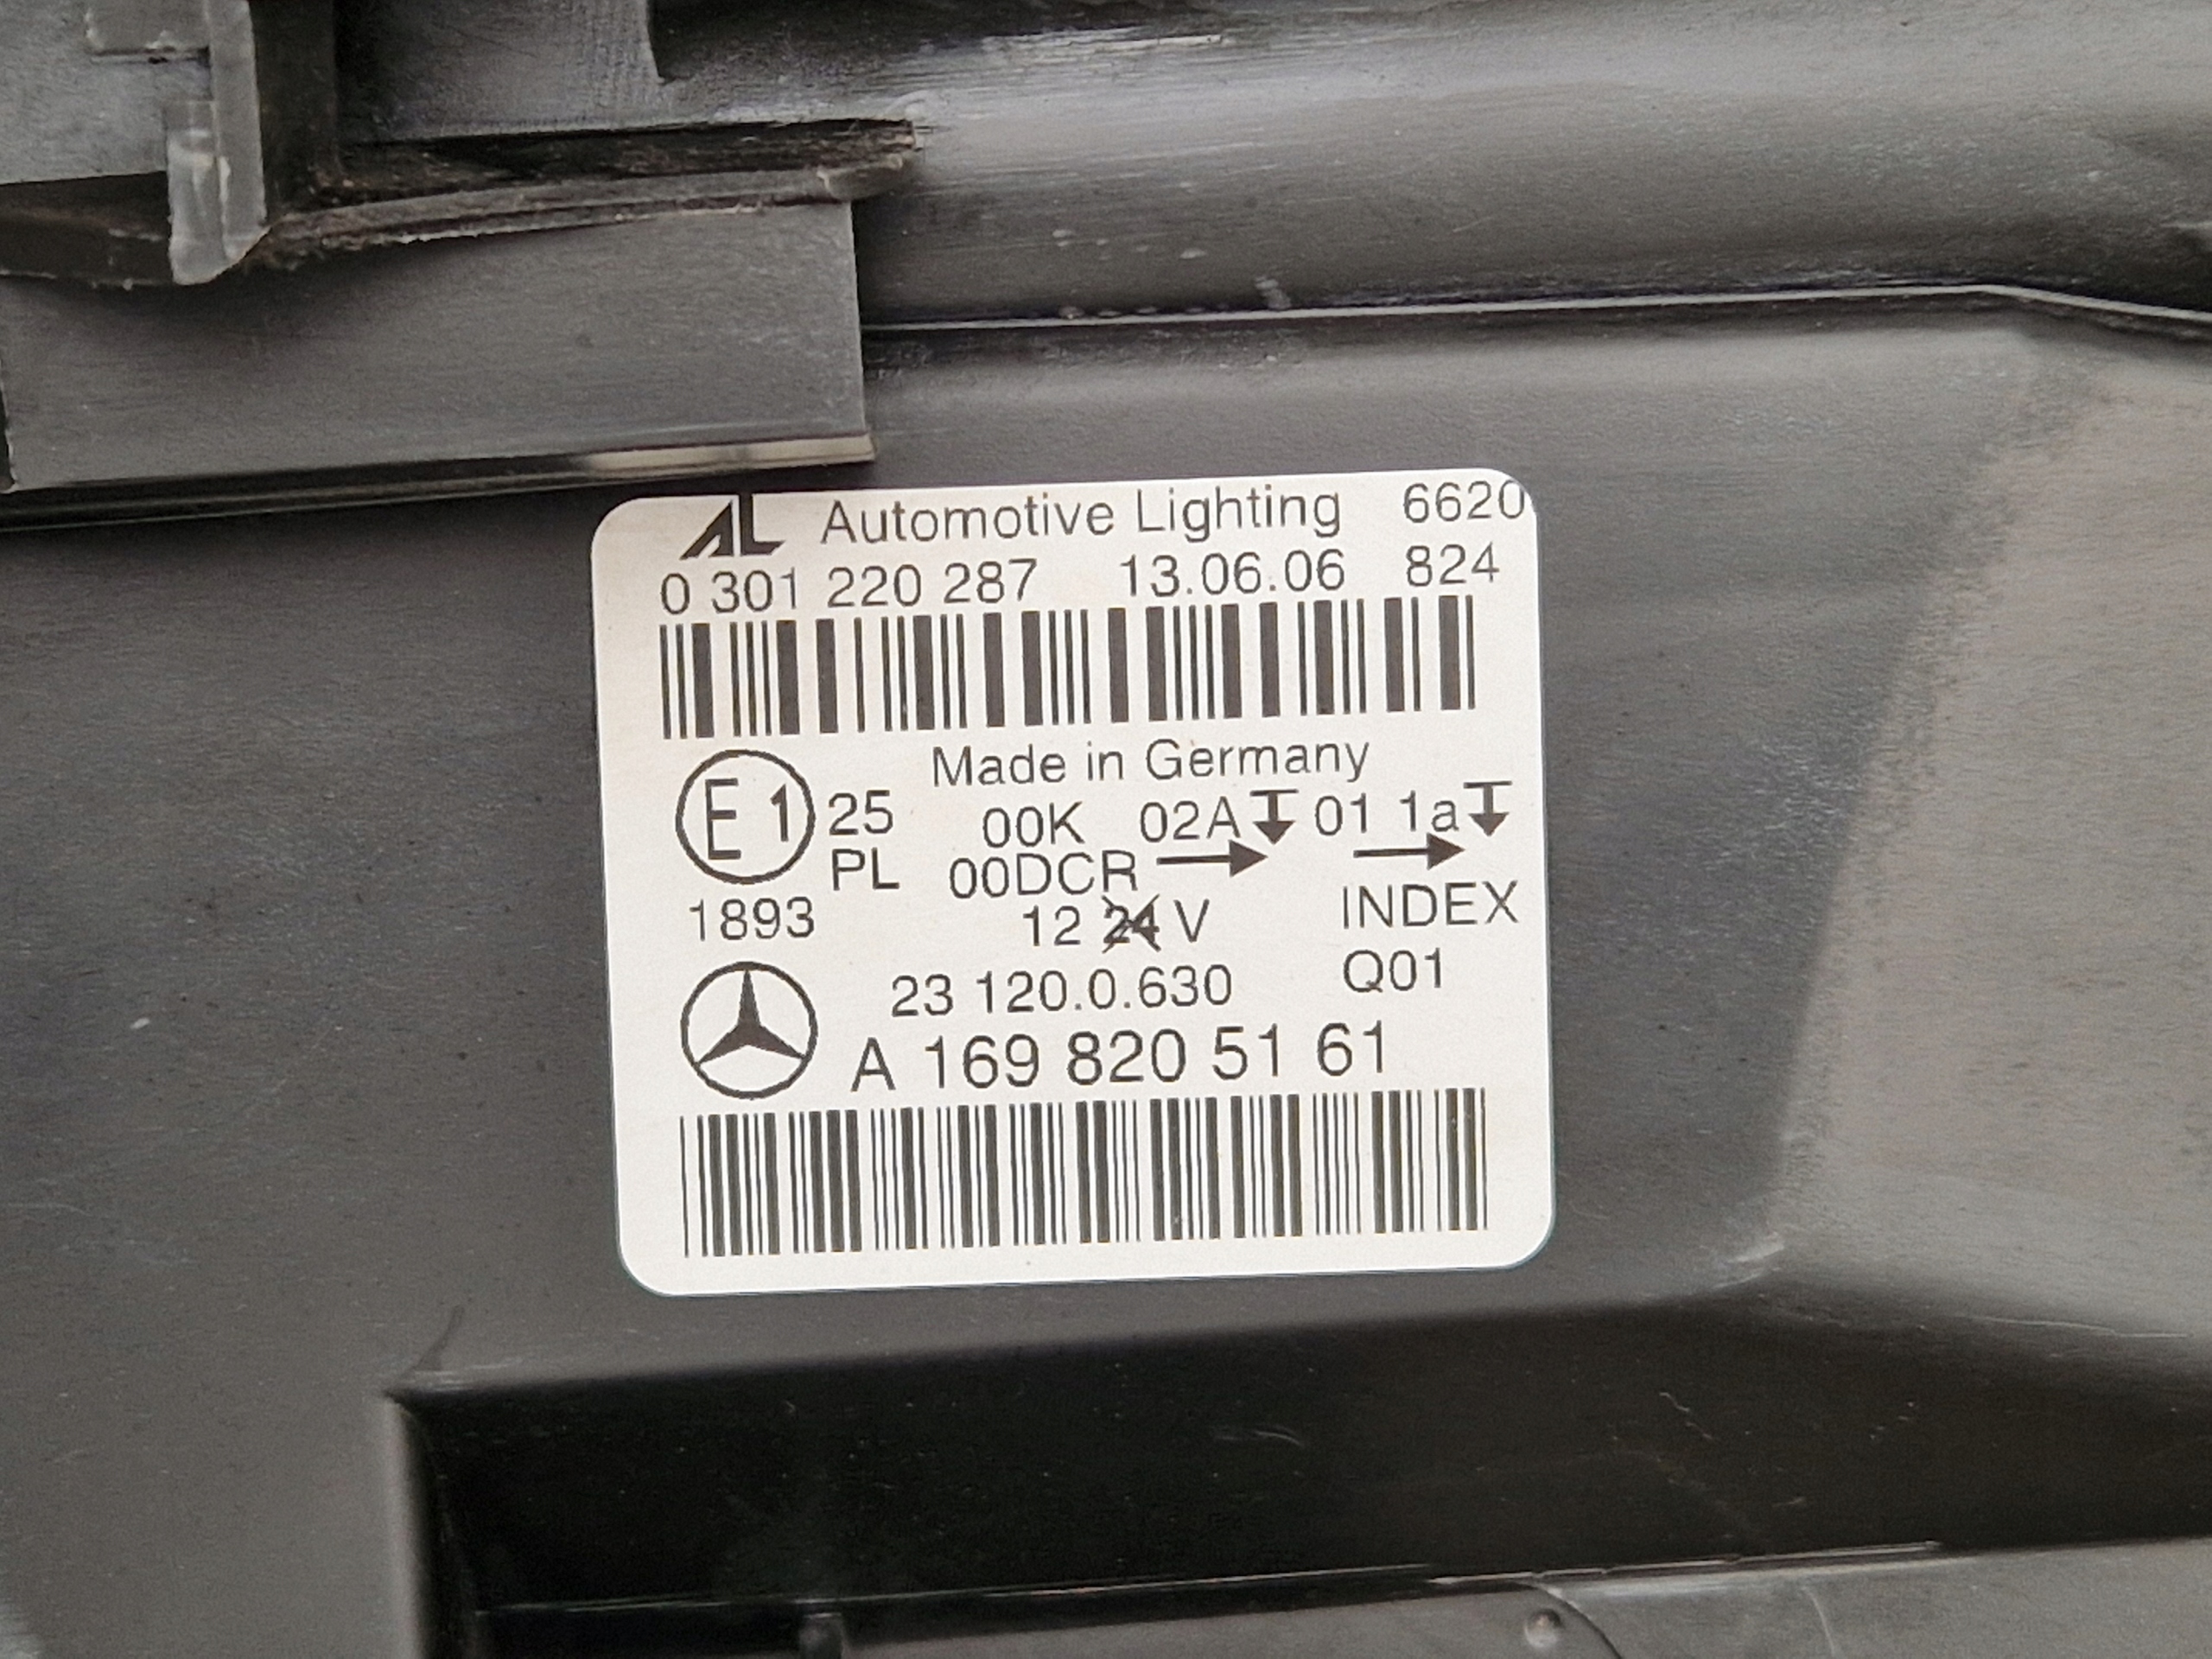 AL Automotive Lighting 6620
0 301 220 287 13.06.06 824
Made in Germany
E1 25 00K 02A 01 1a
PL 00DCR →  →
1893 12 24 V INDEX
23 120.0.630 Q01
A 169 820 51 61